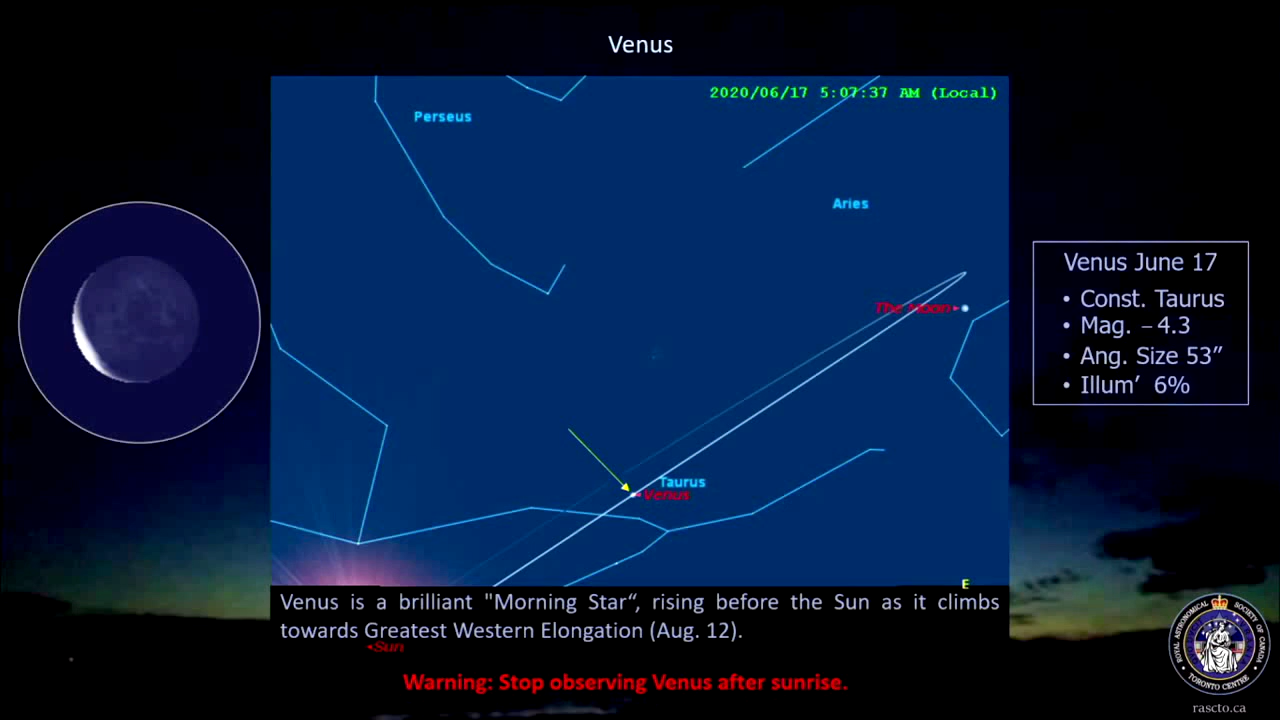 Venus
2020/06/17 5:07:37 AM (Local)
Perseus
Aries
The Moon
Venus June 17
• Const. Taurus
• Mag. – 4.3
• Ang. Size 53”
• Illum’ 6%
Taurus
Venus
E
Venus is a brilliant "Morning Star“, rising before the Sun as it climbs
towards Greatest Western Elongation (Aug. 12).
Sun
Warning: Stop observing Venus after sunrise.
ROYAL ASTRONOMICAL SOCIETY OF CANADA
TORONTO CENTRE
rascto.ca